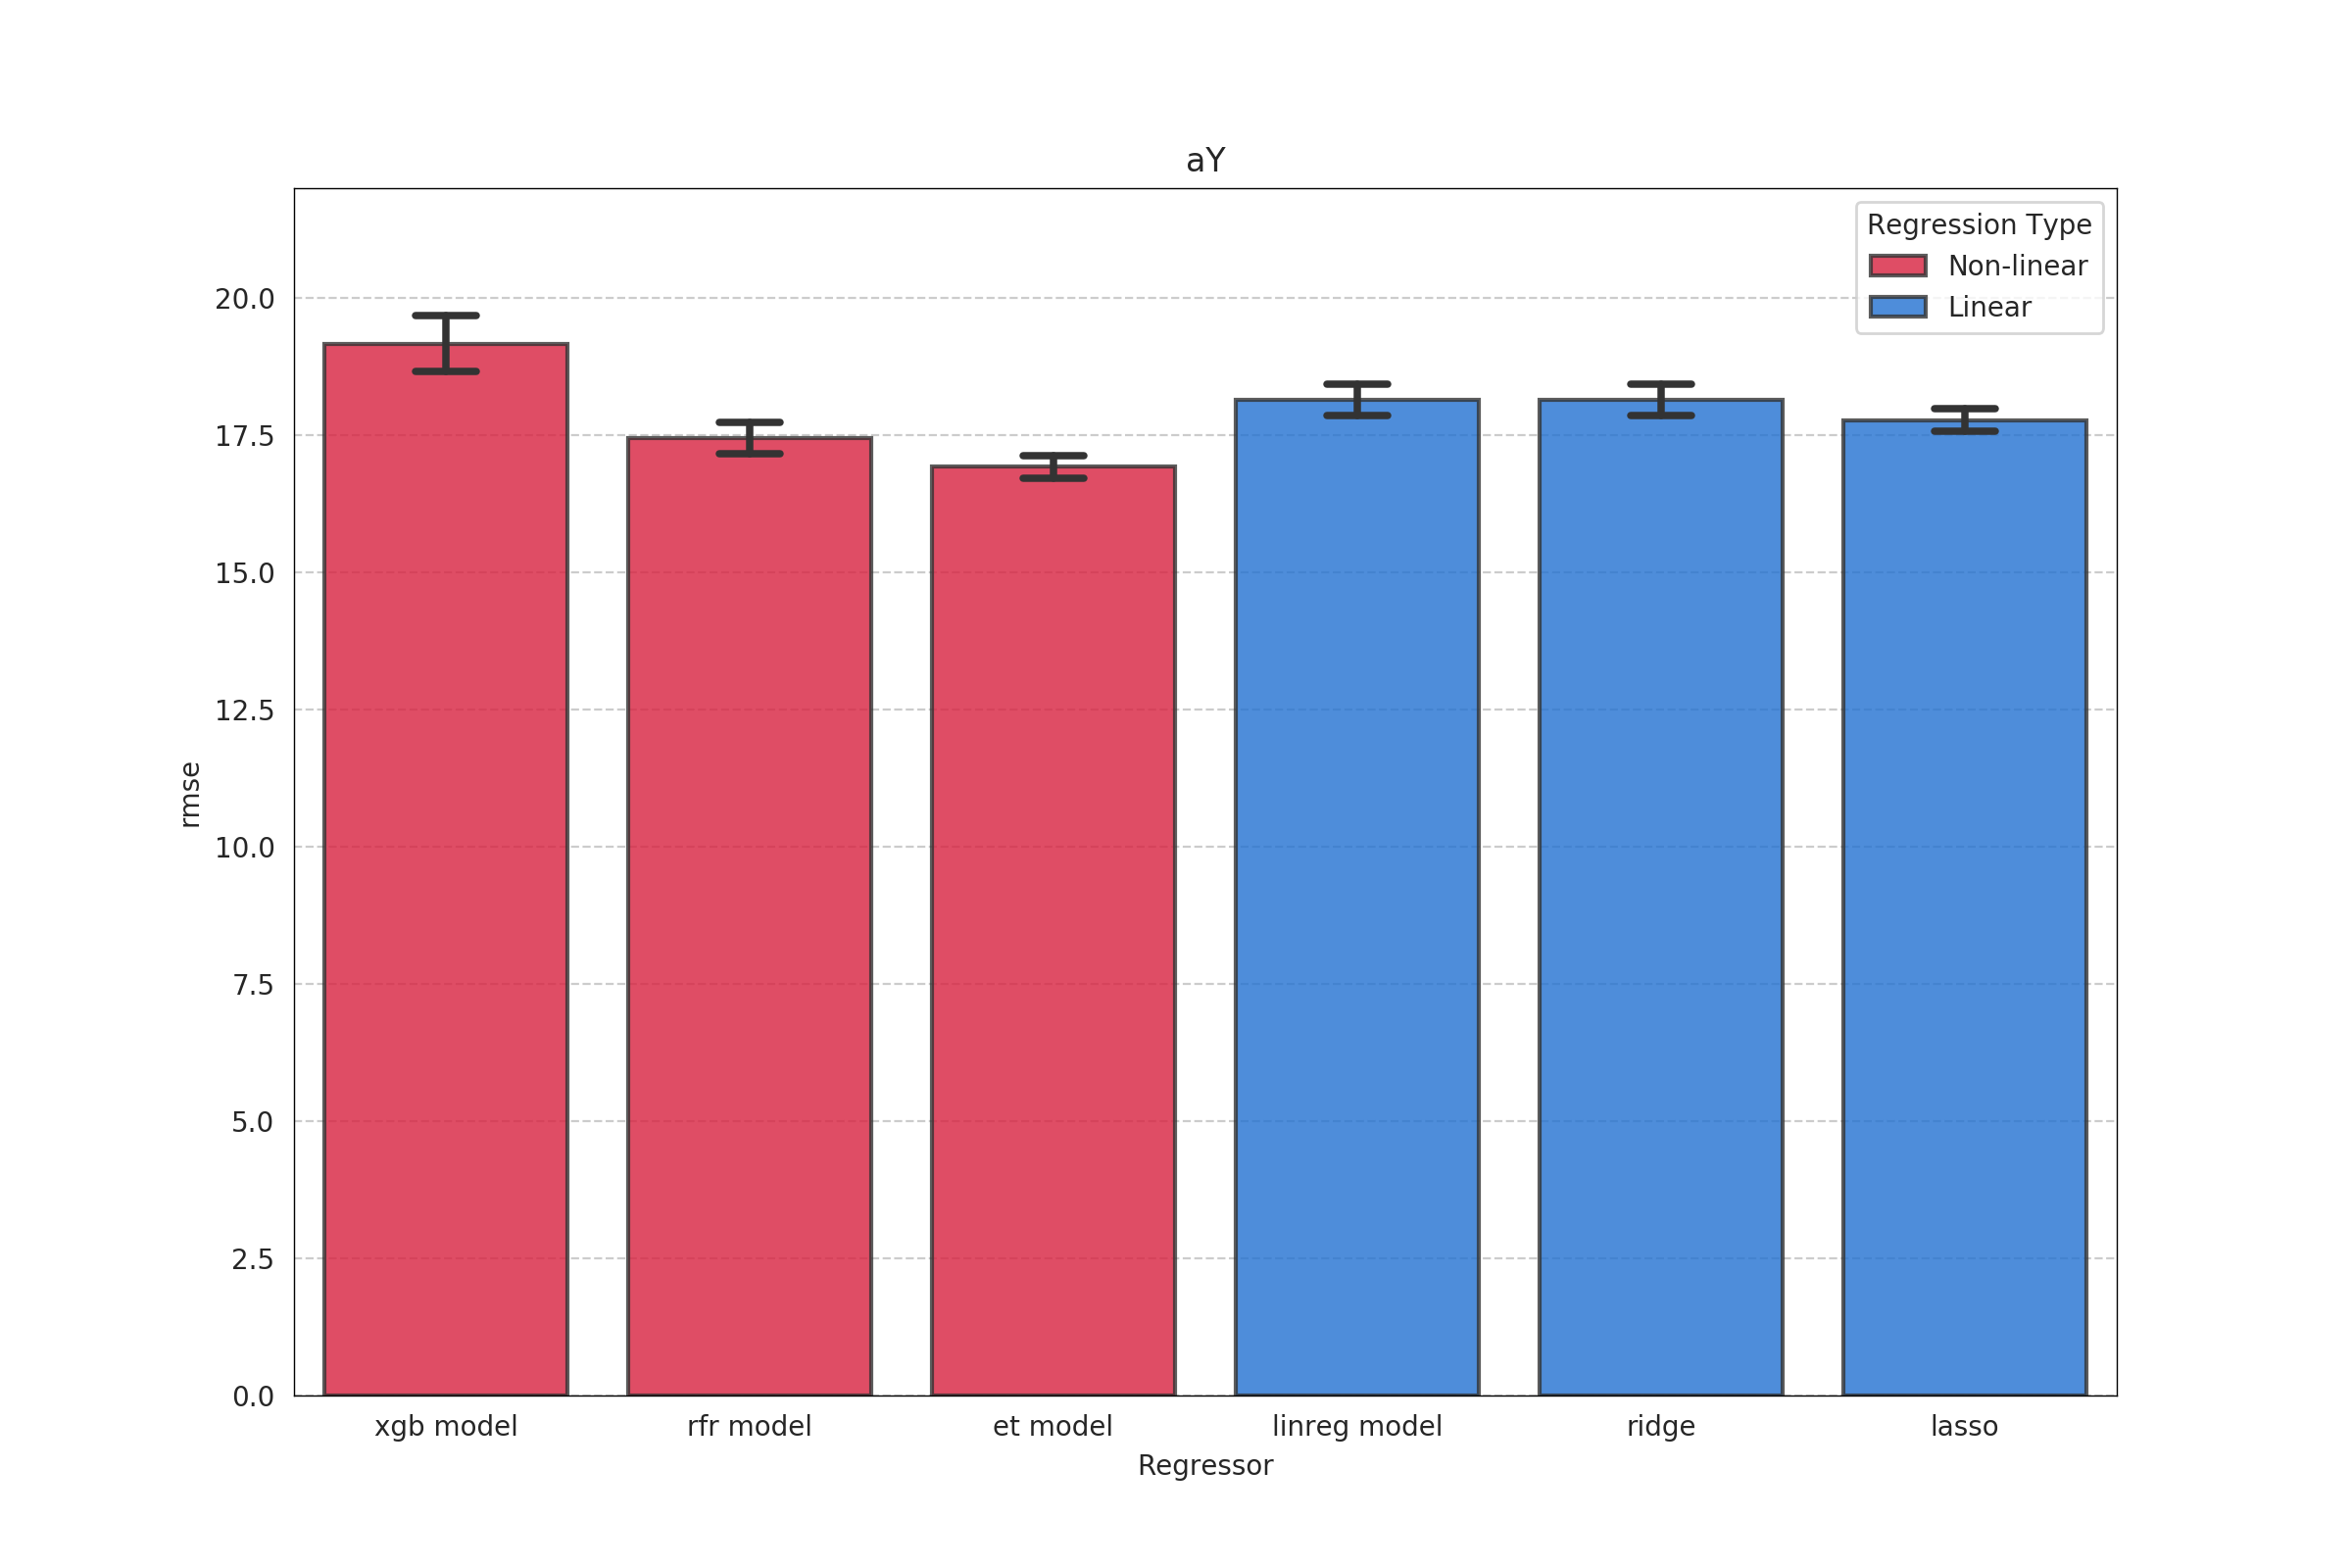 aY
Regression Type
Non-linear
Linear
20.0
17.5
15.0
12.5
10.0
7.5
5.0
2.5
0.0
rmse
xgb model
rfr model
et model
linreg model
ridge
lasso
Regressor